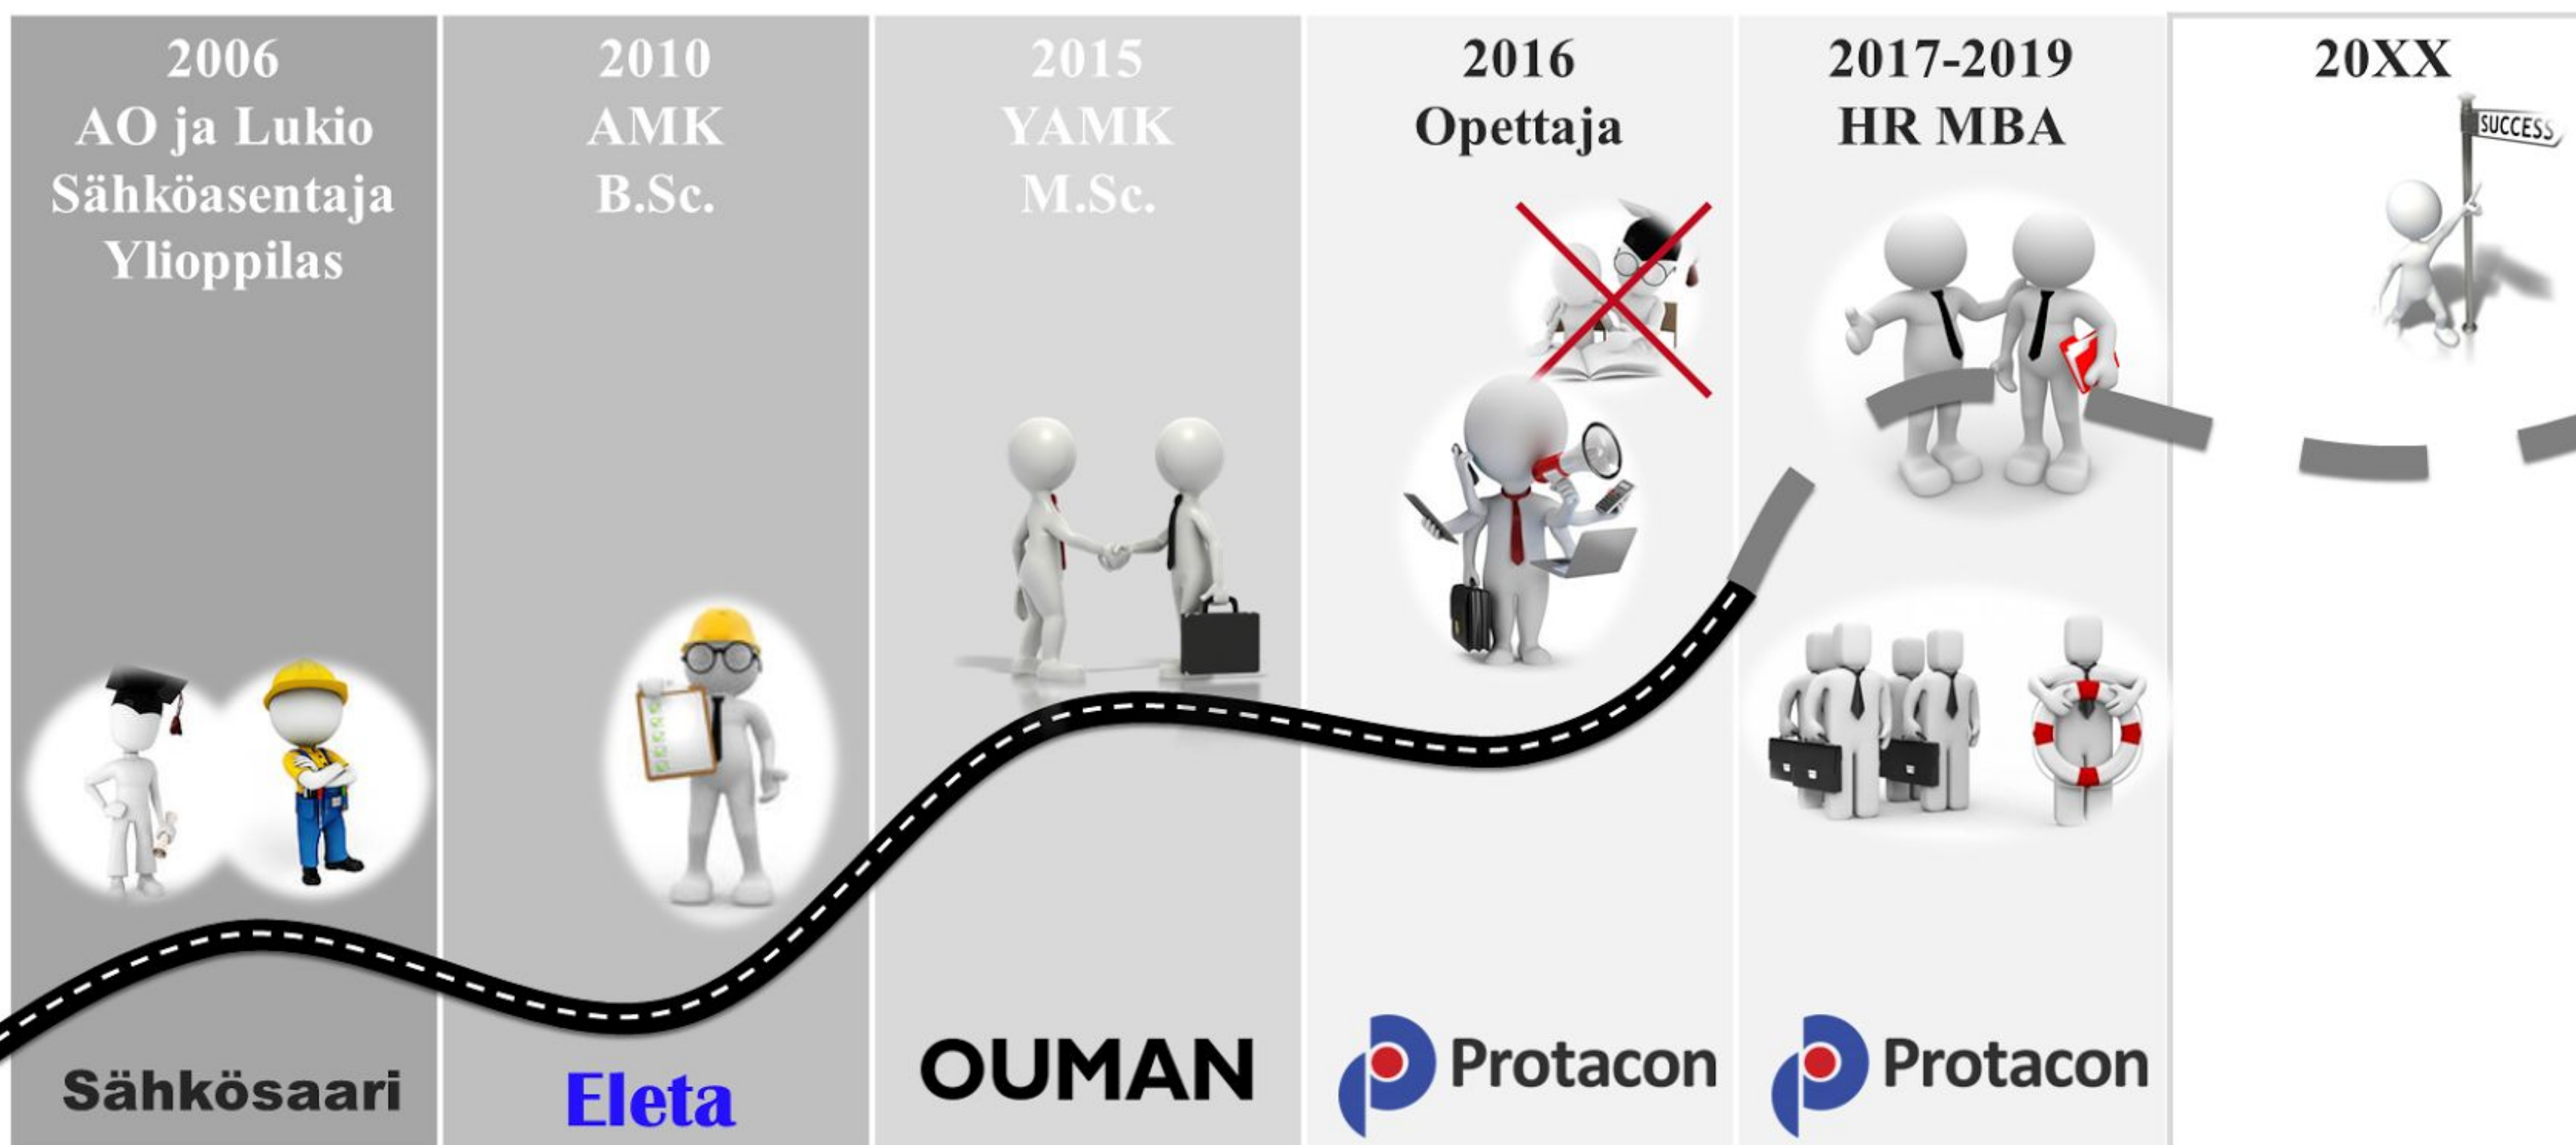 2006
AO ja Lukio
Sähköasentaja
Ylioppilas
Sähkösaari
2010
AMK
B.Sc.
Eleta
2015
YAMK
M.Sc.
OUMAN
2016
Opettaja
Protacon
2017-2019
HR MBA
Protacon
20XX
SUCCESS